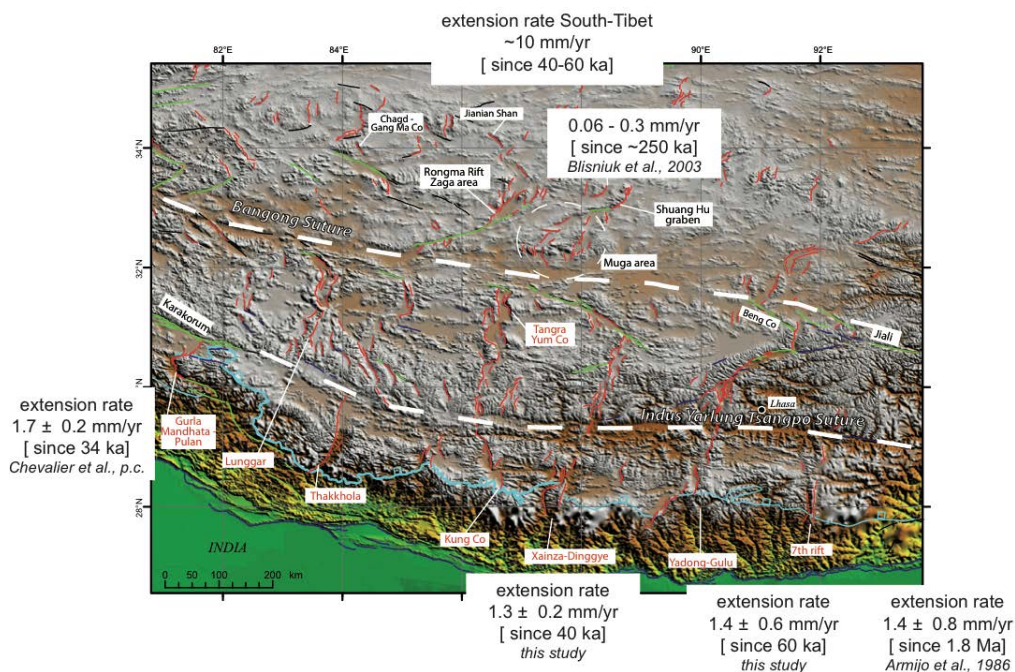 extension rate South-Tibet
~10 mm/yr
[ since 40-60 ka]
82°E
84°E
90°E
92°E
Chagd -
Gang Ma Co
Jianian Shan
0.06 - 0.3 mm/yr
[ since ~250 ka]
Blisniuk et al., 2003
34°N
Rongma Rift
Zaga area
Shuang Hu
graben
Bangong Suture
Muga area
32°N
Karakorum
Tangra
Yum Co
Beng Co
Jiali
°N
Lhasa
Indus Yarlung Tsangpo Suture
extension rate
1.7 ± 0.2 mm/yr
[ since 34 ka]
Chevalier et al., p.c.
Gurla
Mandhata
Pulan
Lunggar
Thakkhola
28°N
Kung Co
Xainza-Dinggye
Yadong-Gulu
7th rift
INDIA
0 50 100 200 km
extension rate
1.3 ± 0.2 mm/yr
[ since 40 ka]
this study
extension rate
1.4 ± 0.6 mm/yr
[ since 60 ka]
this study
extension rate
1.4 ± 0.8 mm/yr
[ since 1.8 Ma]
Armijo et al., 1986